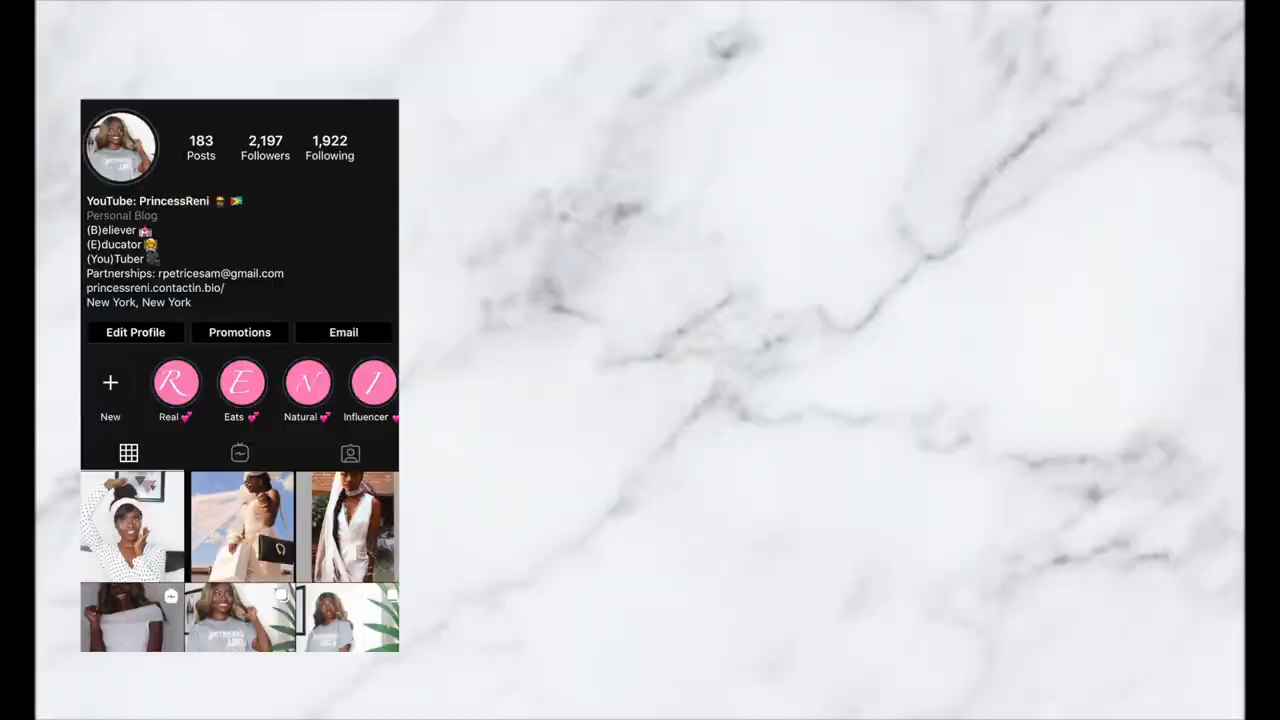 183 2,197 1,922
Posts Followers Following
YouTube: PrincessReni
Personal Blog
(B)eliever
(E)ducator
(You)Tuber
Partnerships: rpetricesam@gmail.com
princessreni.contactin.bio/
New York, New York
Edit Profile Promotions Email
R E N I
New Real Eats Natural Influencer